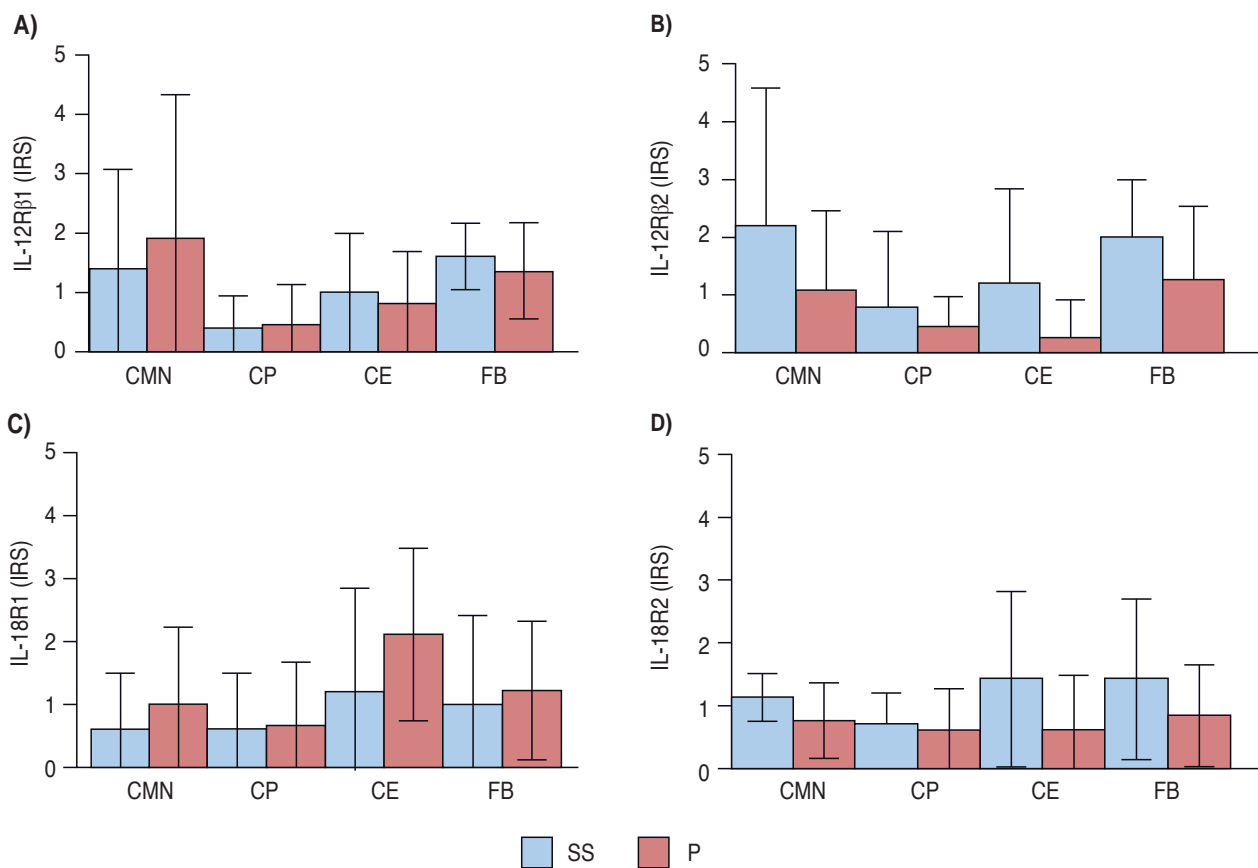 A)
5
4
3
2
1
0
IL-12Rβ1 (IRS)
CMN CP CE FB
B)
5
4
3
2
1
0
IL-12Rβ2 (IRS)
CMN CP CE FB
C)
5
4
3
2
1
0
IL-18R1 (IRS)
CMN CP CE FB
D)
5
4
3
2
1
0
IL-18R2 (IRS)
CMN CP CE FB
SS P